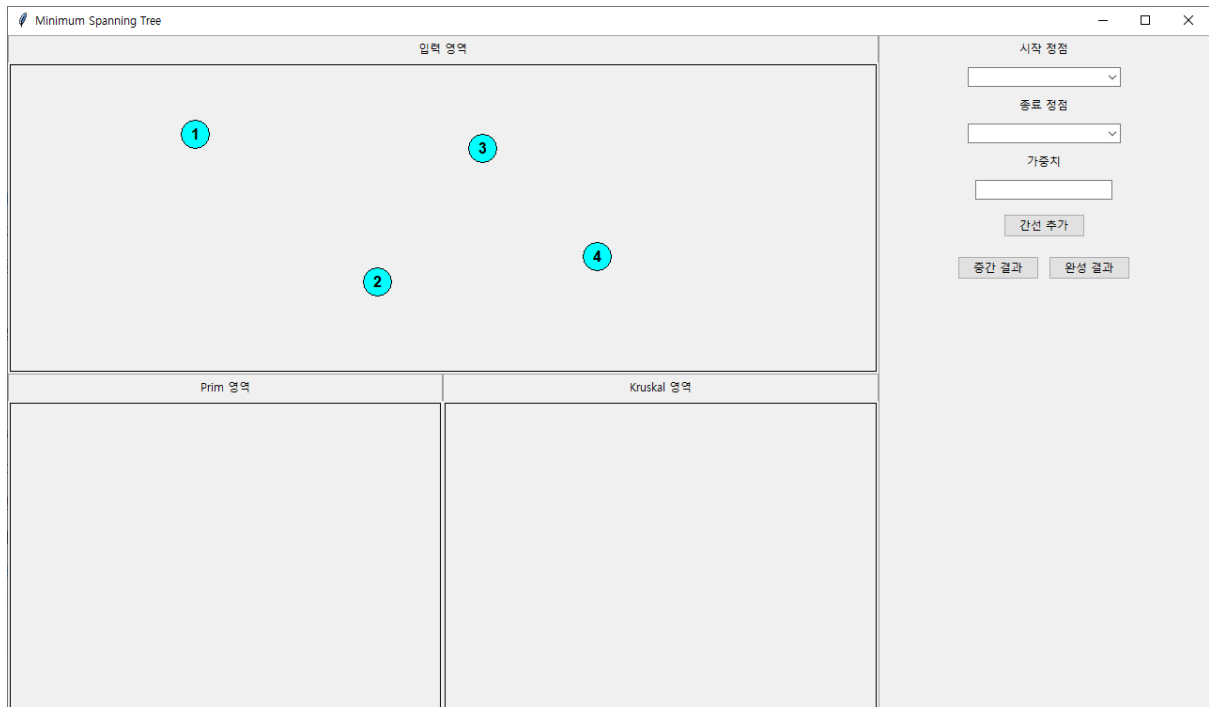 Minimum Spanning Tree
입력 영역
시작 정점
종료 정점
가중치
간선 추가
중간 결과 완성 결과
1
3
4
2
Prim 영역 Kruskal 영역